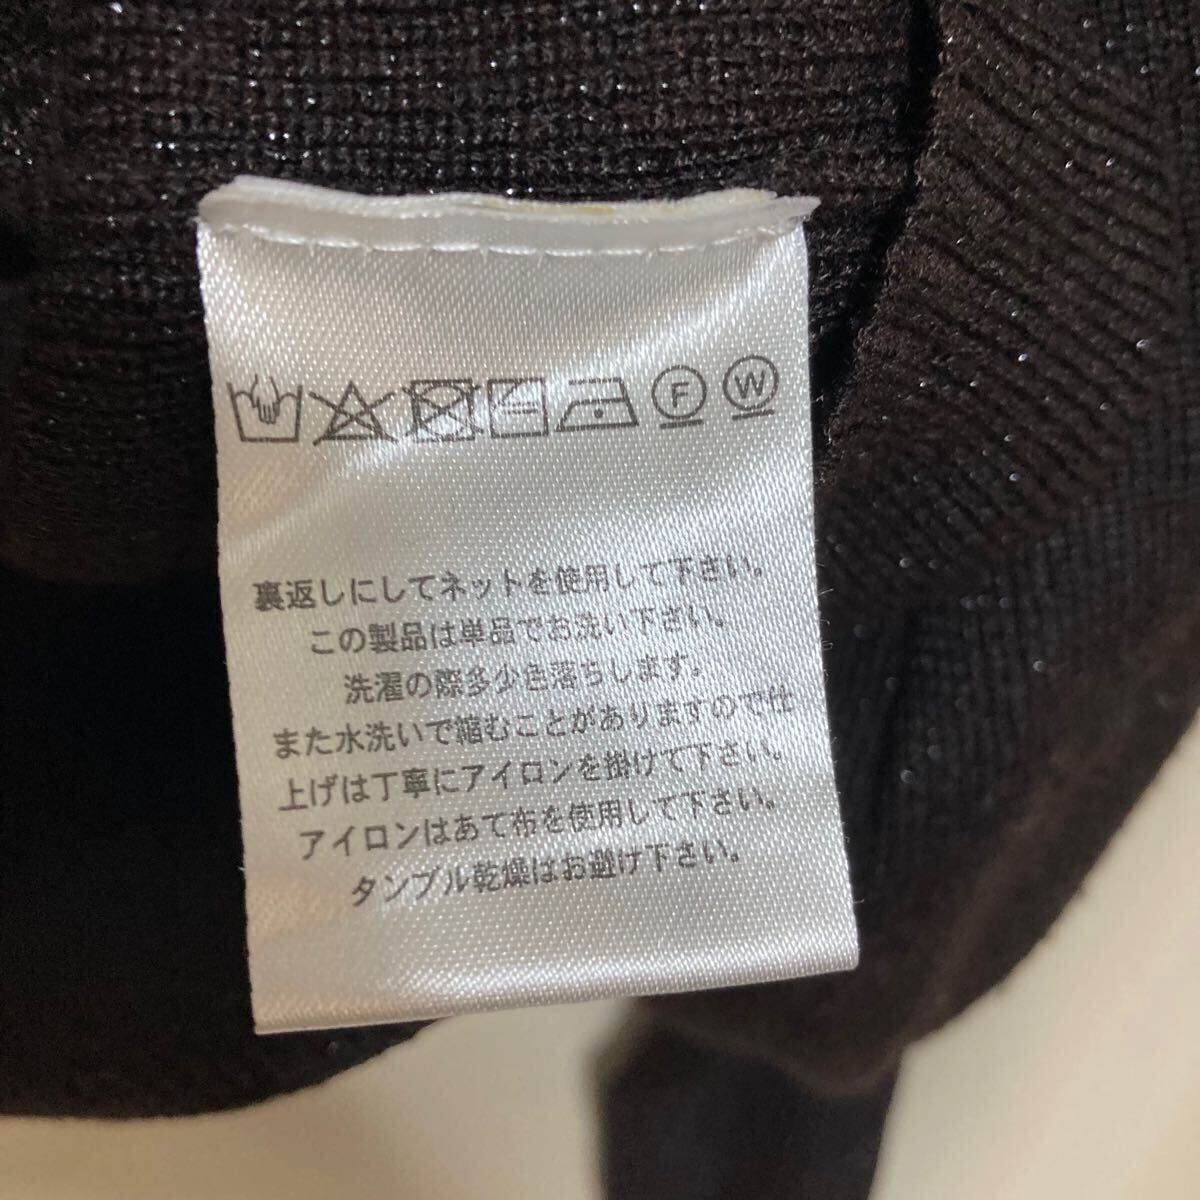 F W
裏返しにしてネットを使用して下さい。
この製品は単品でお洗い下さい。
洗濯の際多少色落ちします。
また水洗いで縮むことがありますので仕
上げは丁寧にアイロンを掛けて下さい。
アイロンはあて布を使用して下さい。
タンブル乾燥はお避け下さい。